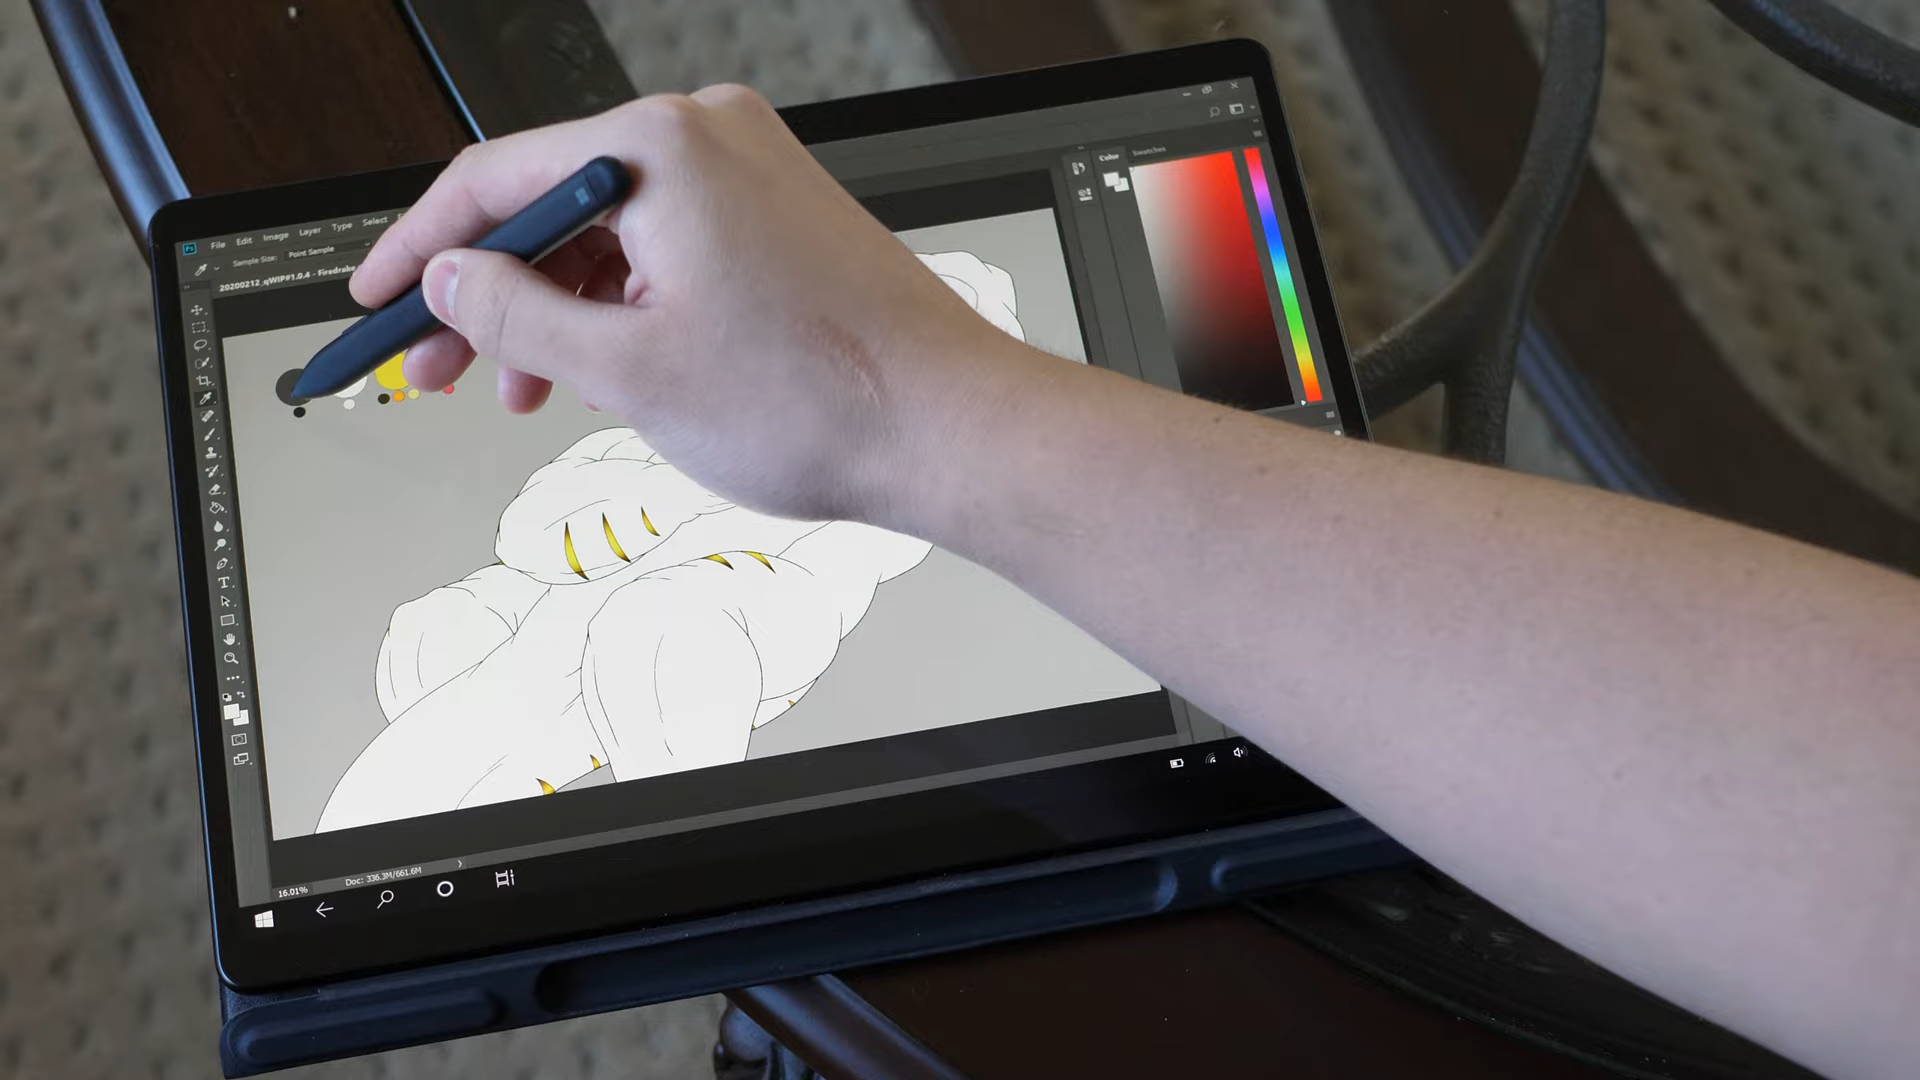 Ps File Edit Image Layer Type Select
Sample Size: Point Sample
20200212_qWIP#1.0.4 - Firedrake
Color Swatches
T
16.01% Doc: 336.3M/661.6M